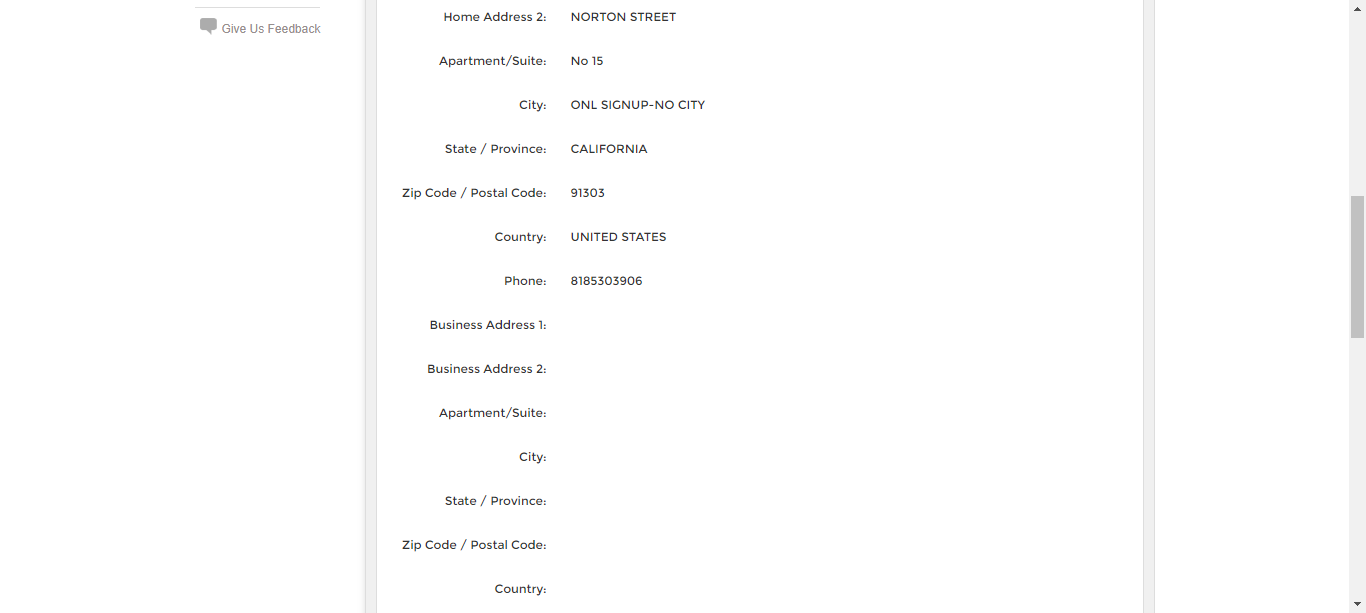 Give Us Feedback
Home Address 2: NORTON STREET
Apartment/Suite: No 15
City: ONL SIGNUP-NO CITY
State / Province: CALIFORNIA
Zip Code / Postal Code: 91303
Country: UNITED STATES
Phone: 8185303906
Business Address 1:
Business Address 2:
Apartment/Suite:
City:
State / Province:
Zip Code / Postal Code:
Country: